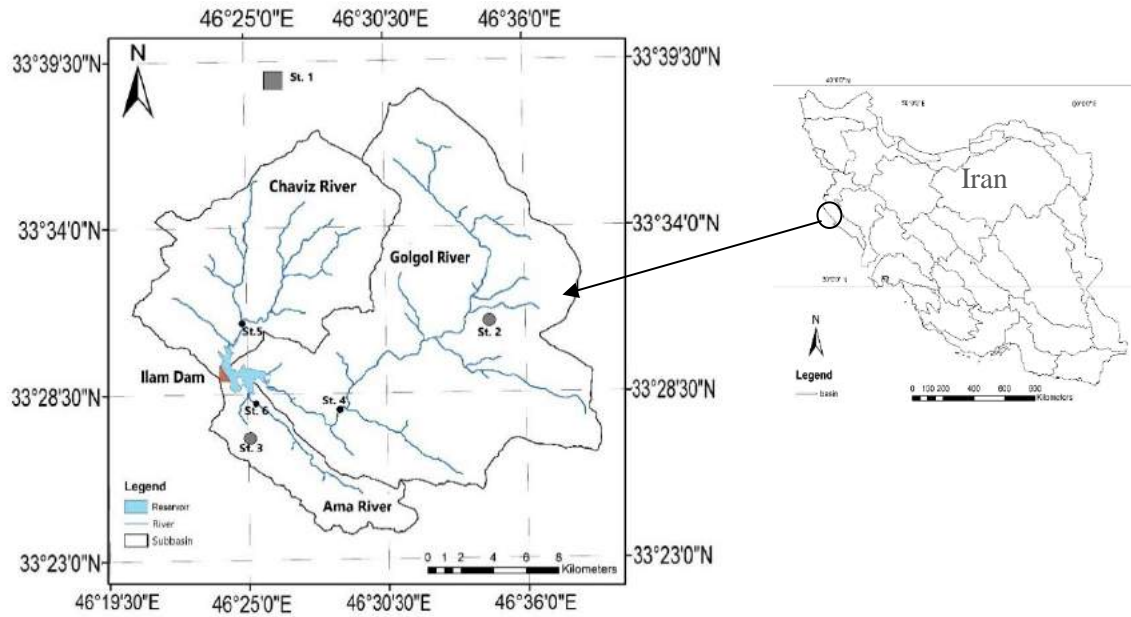 46°25'0"E
46°30'30"E
46°36'0"E
33°39'30"N
33°39'30"N
N
St. 1
Chaviz River
33°34'0"N
33°34'0"N
Golgol River
St. 2
St.5
Ilam Dam
33°28'30"N
33°28'30"N
St. 4
St. 6
St. 3
Legend
Reservoir
River
Subbasin
Ama River
0 1 2 4 6 8
Kilometers
33°23'0"N
33°23'0"N
46°19'30"E
46°25'0"E
46°30'30"E
46°36'0"E
Iran
N
Legend
basin
0 100 200 400 600 800
Kilometers